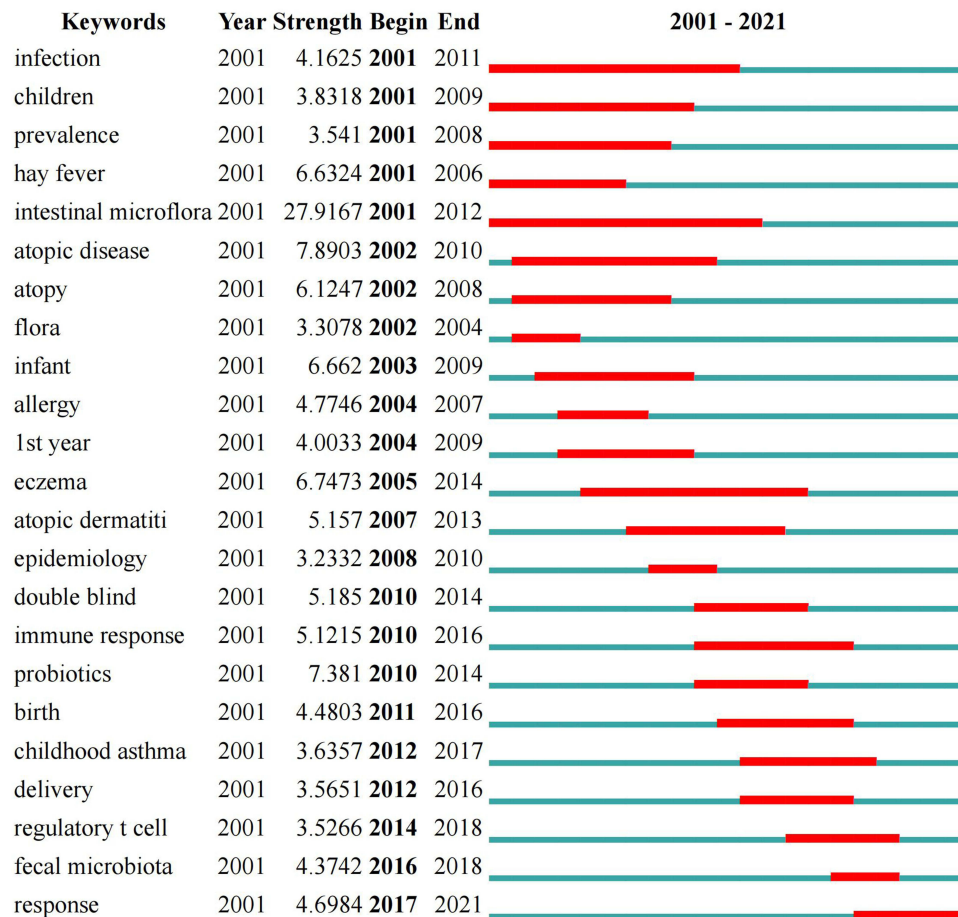 Keywords Year Strength Begin End 2001 - 2021
infection 2001 4.1625 2001 2011
children 2001 3.8318 2001 2009
prevalence 2001 3.541 2001 2008
hay fever 2001 6.6324 2001 2006
intestinal microflora 2001 27.9167 2001 2012
atopic disease 2001 7.8903 2002 2010
atopy 2001 6.1247 2002 2008
flora 2001 3.3078 2002 2004
infant 2001 6.662 2003 2009
allergy 2001 4.7746 2004 2007
1st year 2001 4.0033 2004 2009
eczema 2001 6.7473 2005 2014
atopic dermatiti 2001 5.157 2007 2013
epidemiology 2001 3.2332 2008 2010
double blind 2001 5.185 2010 2014
immune response 2001 5.1215 2010 2016
probiotics 2001 7.381 2010 2014
birth 2001 4.4803 2011 2016
childhood asthma 2001 3.6357 2012 2017
delivery 2001 3.5651 2012 2016
regulatory t cell 2001 3.5266 2014 2018
fecal microbiota 2001 4.3742 2016 2018
response 2001 4.6984 2017 2021